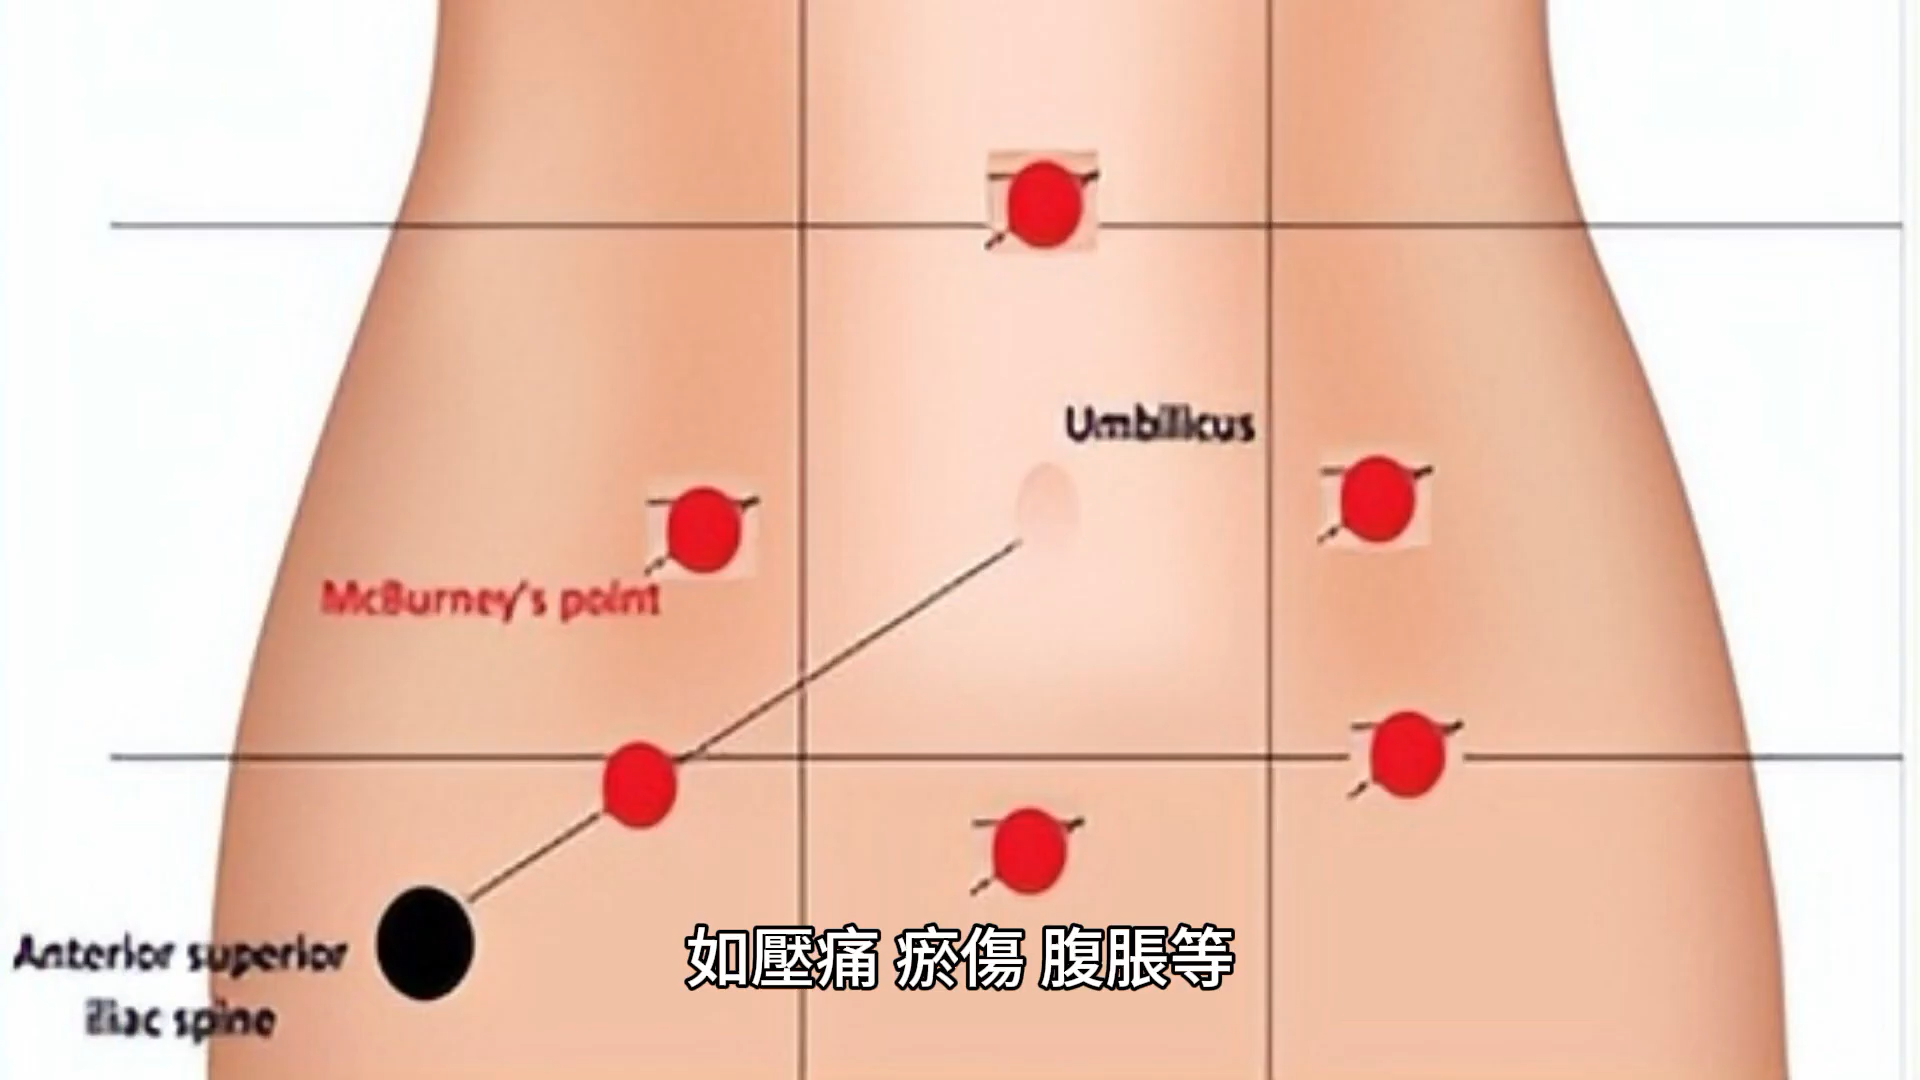 Umbilicus
McBurney's point
Anterior superior
iliac spine
如壓痛 瘀傷 腹脹等